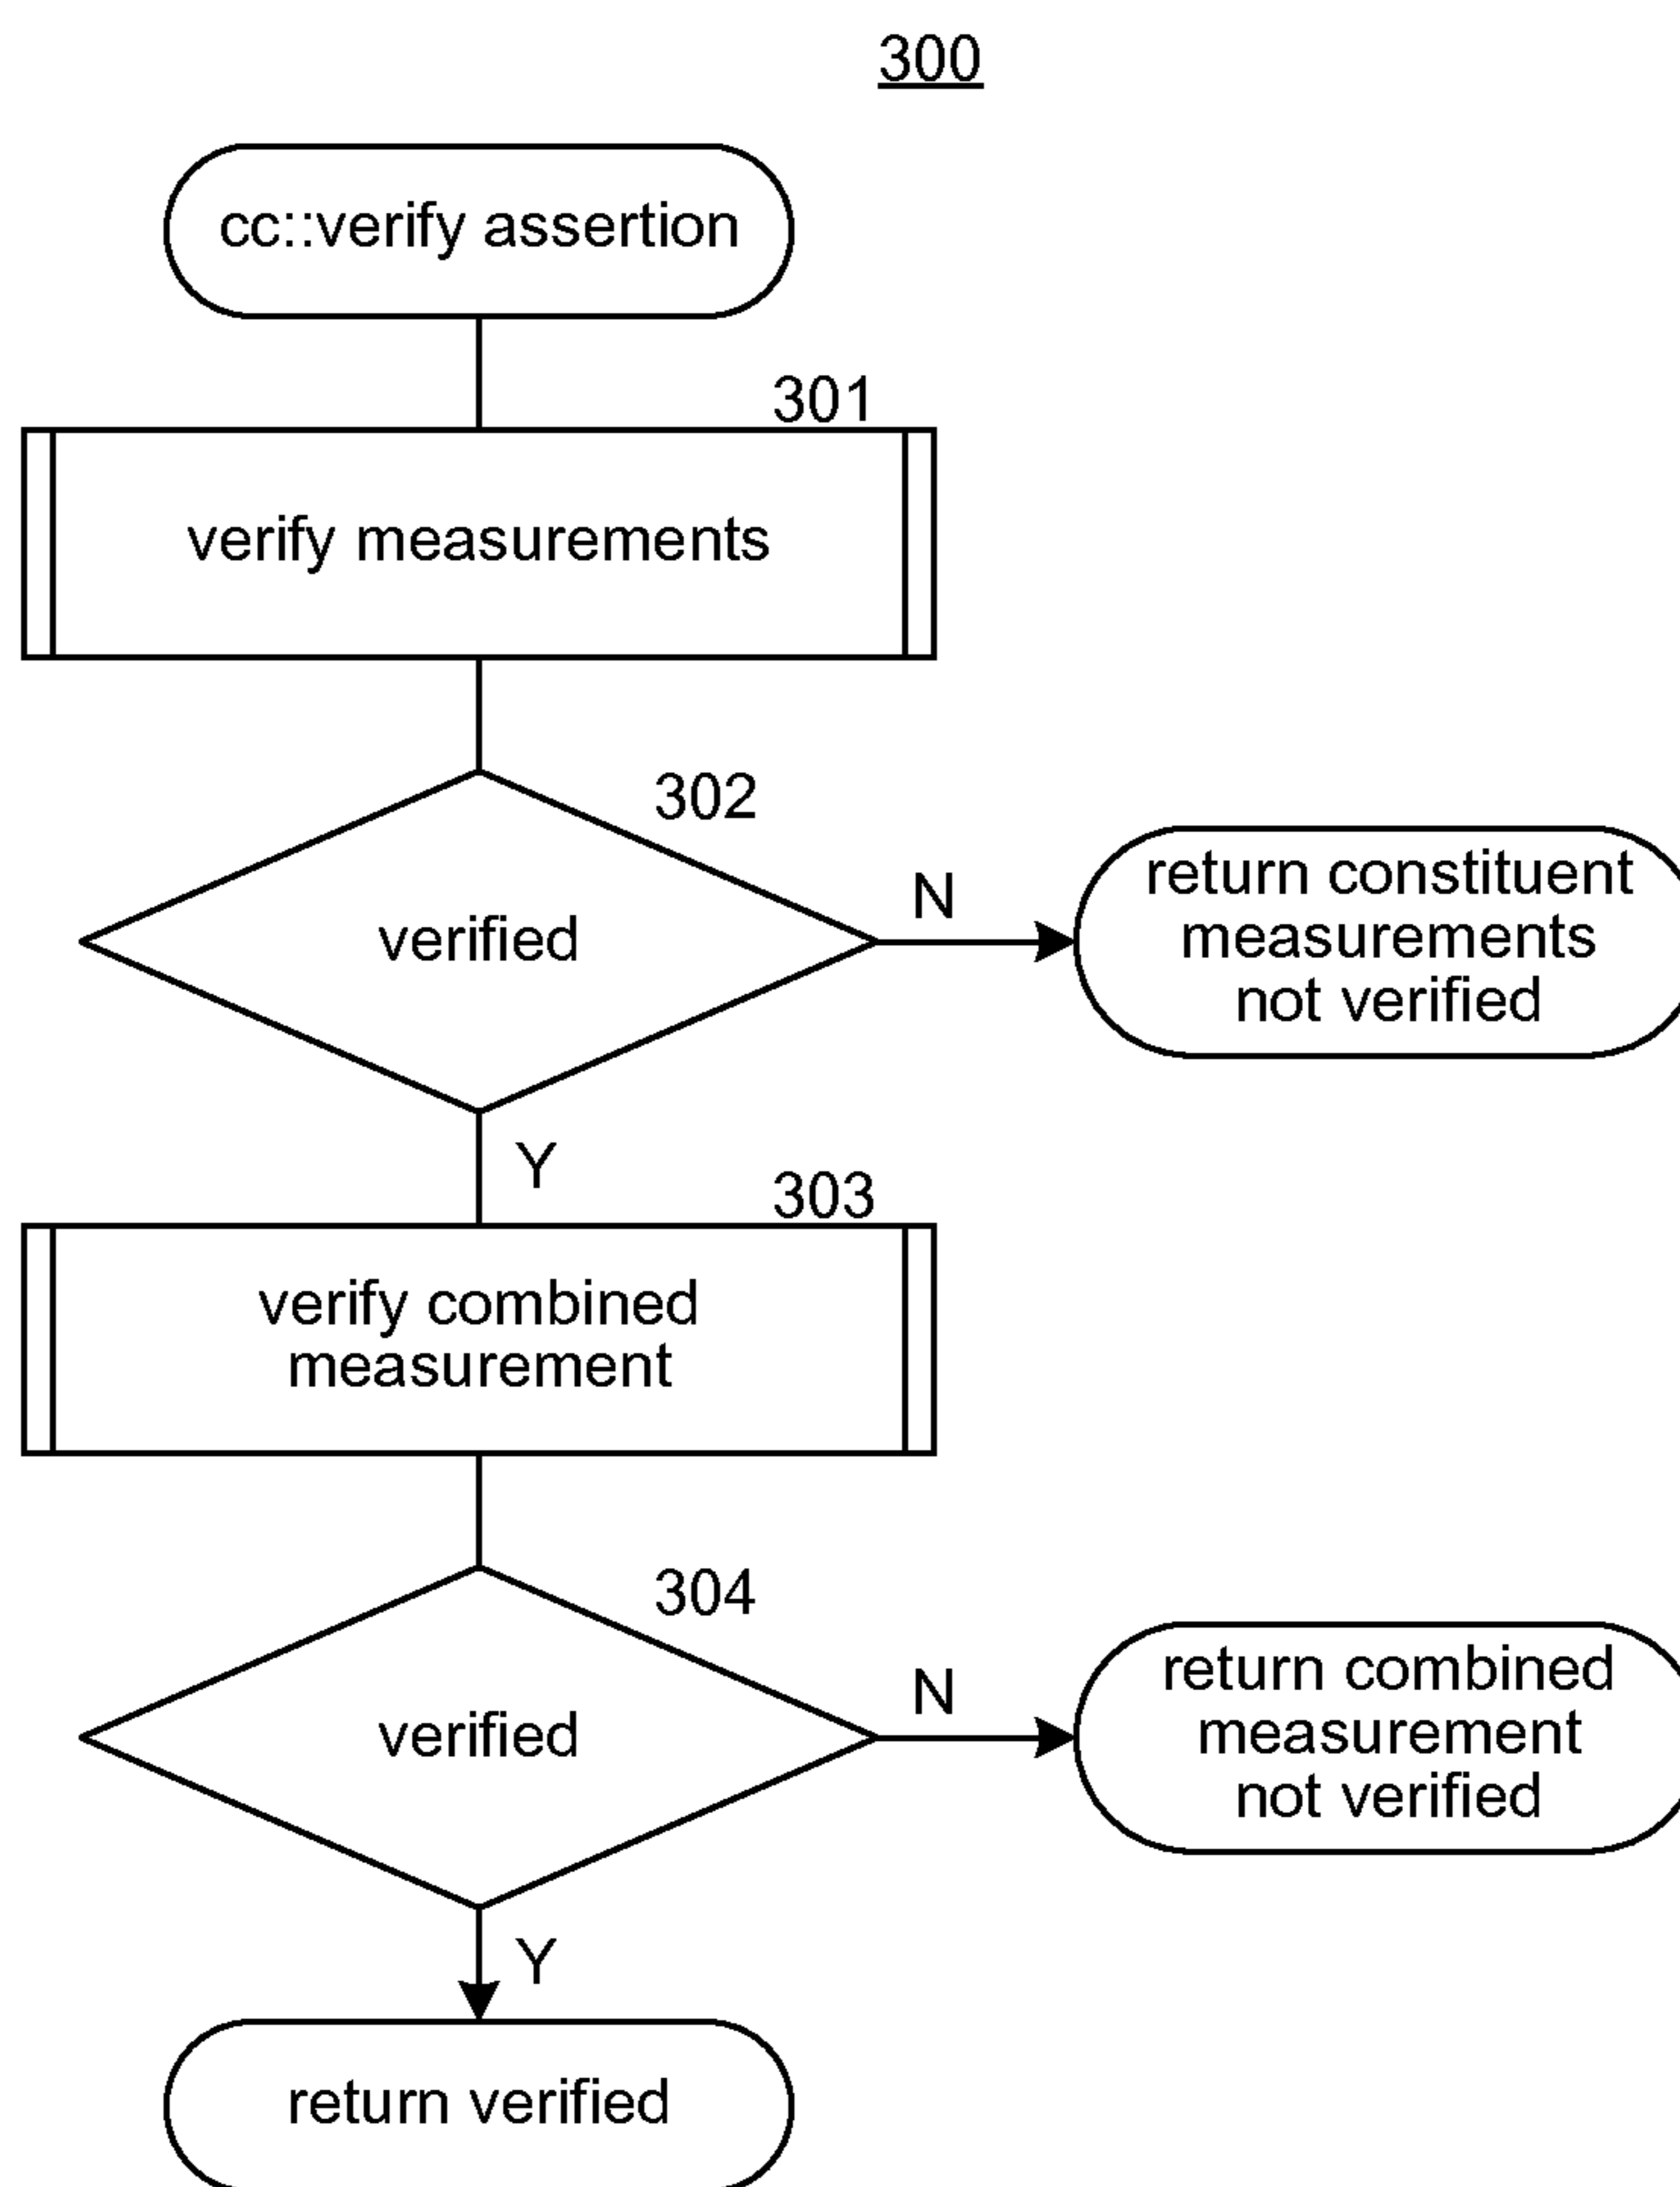 300
cc::verify assertion
301
verify measurements
302
verified
N
return constituent
measurements
not verified
Y
303
verify combined
measurement
304
verified
N
return combined
measurement
not verified
Y
return verified